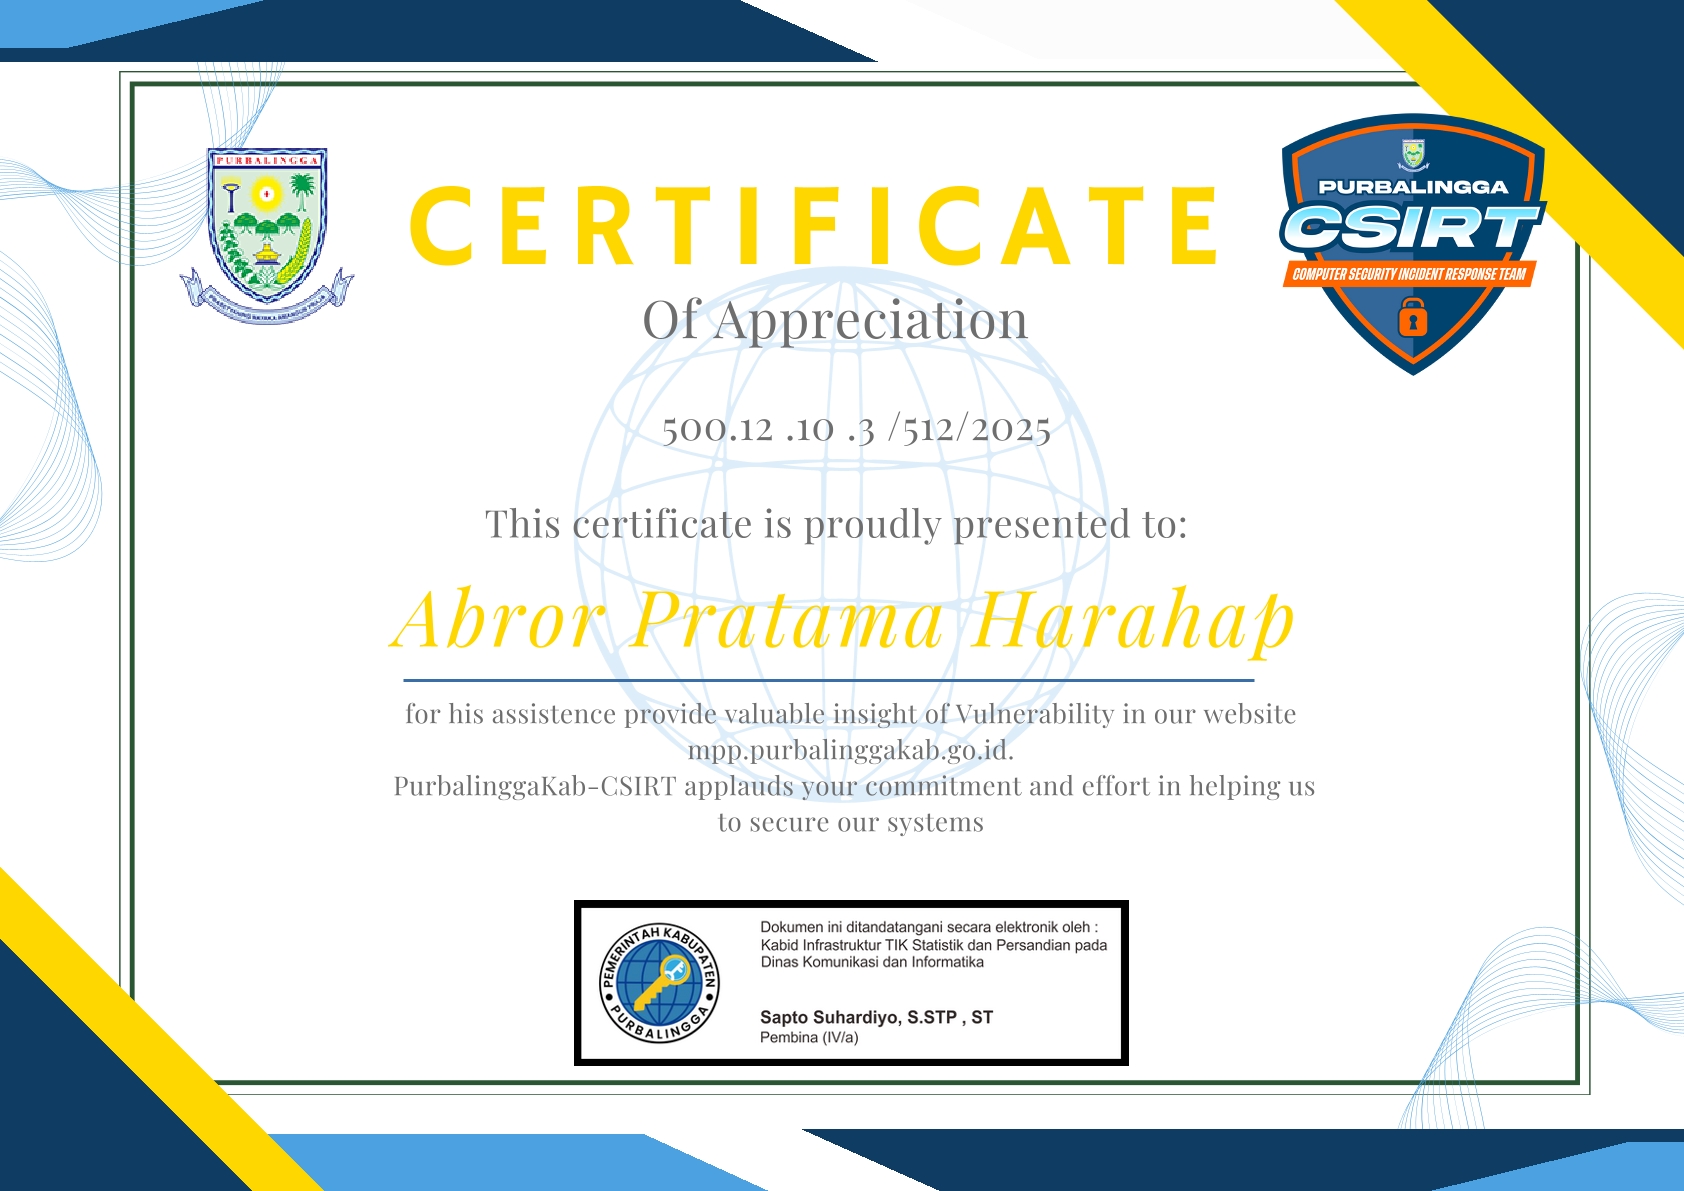 PURBALINGGA
PURBALINGGA
CSIRT
COMPUTER SECURITY INCIDENT RESPONSE TEAM
CERTIFICATE
Of Appreciation
500.12 .10 .3 /512/2025
This certificate is proudly presented to:
Abror Pratama Harahap
for his assistence provide valuable insight of Vulnerability in our website
mpp.purbalinggakab.go.id.
PurbalinggaKab-CSIRT applauds your commitment and effort in helping us
to secure our systems
PEMERINTAH KABUPATEN
PURBALINGGA
Dokumen ini ditandatangani secara elektronik oleh :
Kabid Infrastruktur TIK Statistik dan Persandian pada
Dinas Komunikasi dan Informatika
Sapto Suhardiyo, S.STP , ST
Pembina (IV/a)